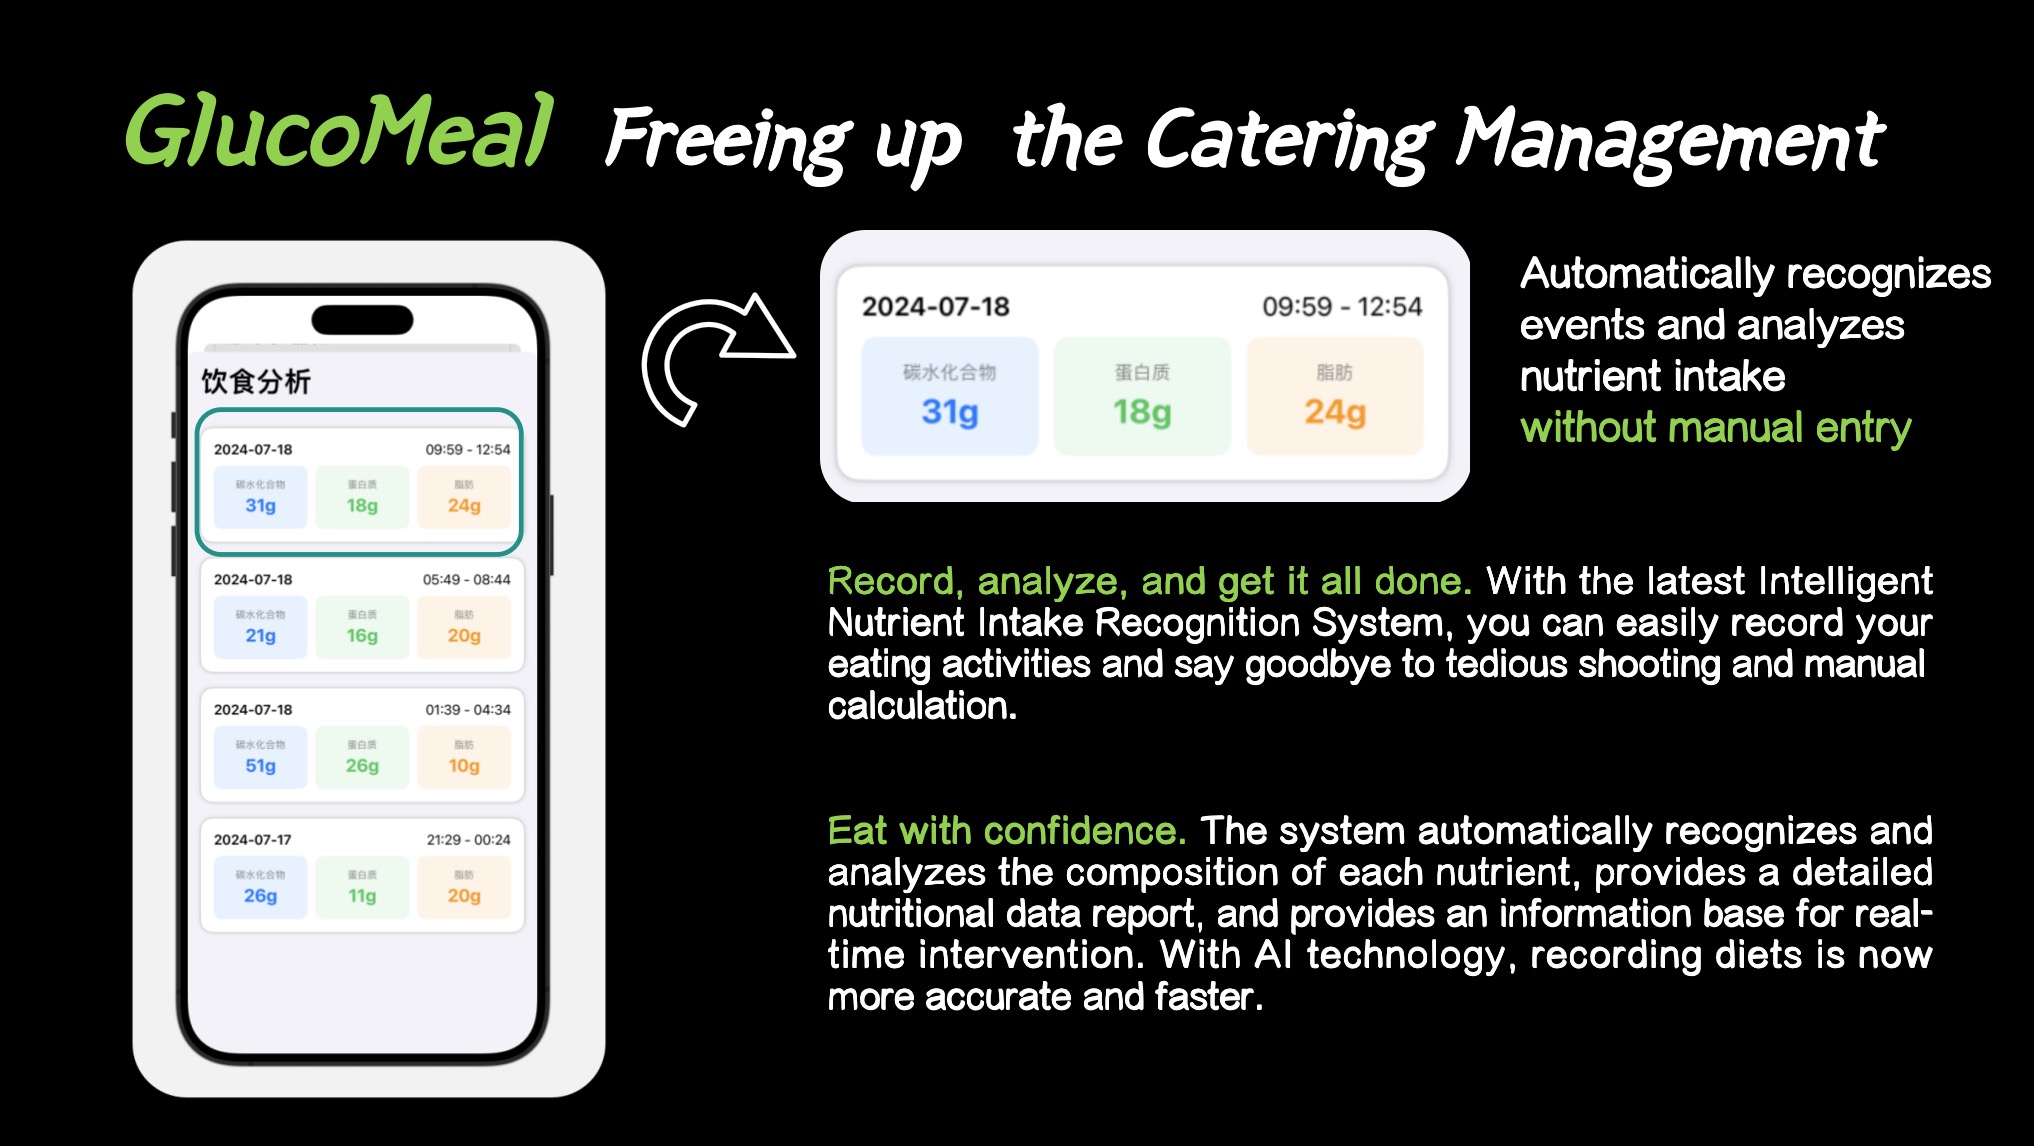 GlucoMeal Freeing up the Catering Management
饮食分析
2024-07-18 09:59 - 12:54
碳水化合物 蛋白质 脂肪
31g 18g 24g
2024-07-18 05:49 - 08:44
碳水化合物 蛋白质 脂肪
21g 16g 20g
2024-07-18 01:39 - 04:34
碳水化合物 蛋白质 脂肪
51g 26g 10g
2024-07-17 21:29 - 00:24
碳水化合物 蛋白质 脂肪
26g 11g 20g
2024-07-18 09:59 - 12:54
碳水化合物 蛋白质 脂肪
31g 18g 24g
Automatically recognizes
events and analyzes
nutrient intake
without manual entry
Record, analyze, and get it all done. With the latest Intelligent
Nutrient Intake Recognition System, you can easily record your
eating activities and say goodbye to tedious shooting and manual
calculation.
Eat with confidence. The system automatically recognizes and
analyzes the composition of each nutrient, provides a detailed
nutritional data report, and provides an information base for real-
time intervention. With AI technology, recording diets is now
more accurate and faster.